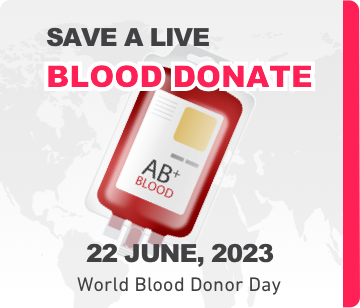 SAVE A LIVE
BLOOD DONATE
AB+
BLOOD
22 JUNE, 2023
World Blood Donor Day